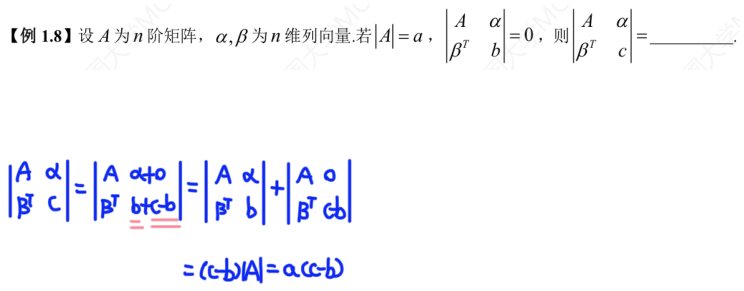 【例 1.8】设 A 为 n 阶矩阵，α, β 为 n 维列向量.若 |A| = a，| A α ; β^T b | = 0，则 | A α ; β^T c | = ________.
| A α ; β^T c | = | A α+0 ; β^T b+c-b | = | A α ; β^T b | + | A 0 ; β^T c-b |
= (c-b)|A| = a(c-b)